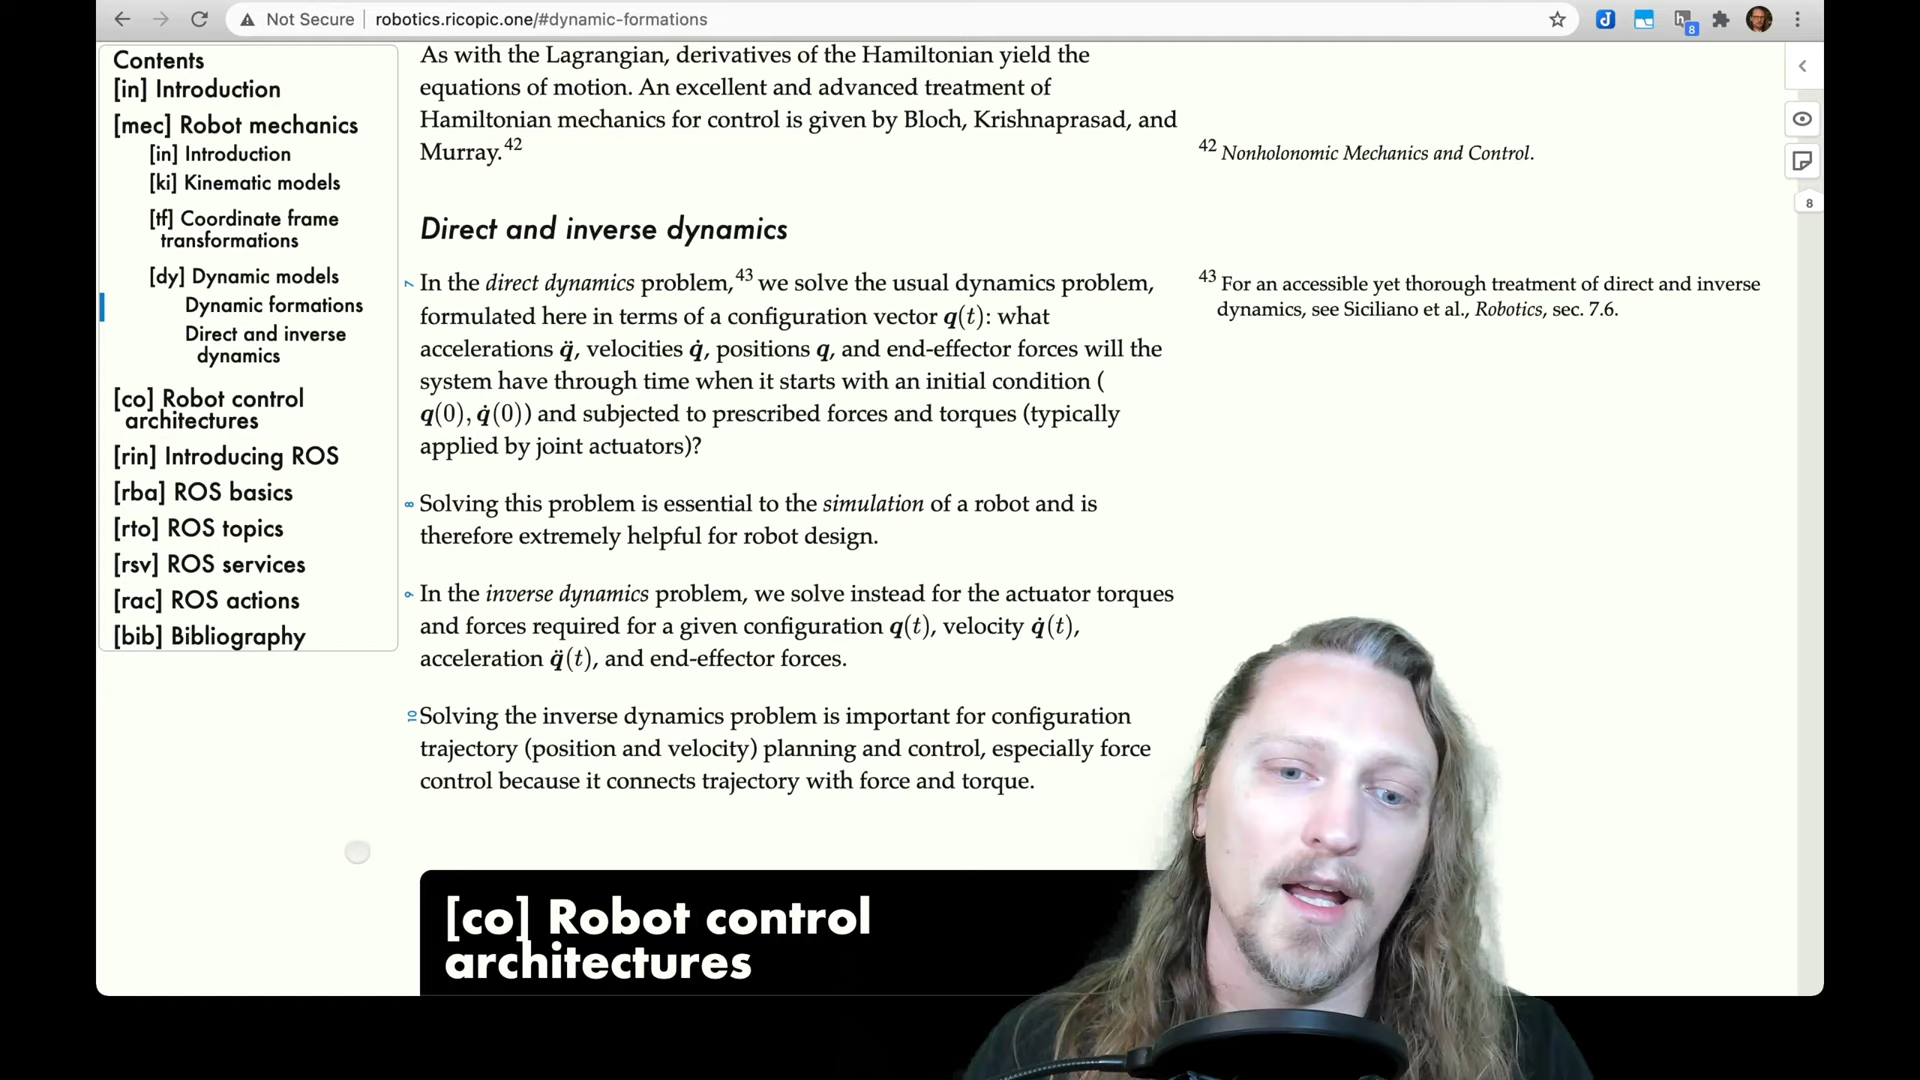 Not Secure
robotics.ricopic.one/#dynamic-formations
8
Contents
[in] Introduction
[mec] Robot mechanics
[in] Introduction
[ki] Kinematic models
[tf] Coordinate frame
transformations
[dy] Dynamic models
Dynamic formations
Direct and inverse
dynamics
[co] Robot control
architectures
[rin] Introducing ROS
[rba] ROS basics
[rto] ROS topics
[rsv] ROS services
[rac] ROS actions
[bib] Bibliography
As with the Lagrangian, derivatives of the Hamiltonian yield the
equations of motion. An excellent and advanced treatment of
Hamiltonian mechanics for control is given by Bloch, Krishnaprasad, and
Murray.42
42 Nonholonomic Mechanics and Control.
Direct and inverse dynamics
7 In the direct dynamics problem,43 we solve the usual dynamics problem,
formulated here in terms of a configuration vector q(t): what
accelerations q̈, velocities q̇, positions q, and end-effector forces will the
system have through time when it starts with an initial condition (
q(0), q̇(0)) and subjected to prescribed forces and torques (typically
applied by joint actuators)?
43 For an accessible yet thorough treatment of direct and inverse
dynamics, see Siciliano et al., Robotics, sec. 7.6.
8 Solving this problem is essential to the simulation of a robot and is
therefore extremely helpful for robot design.
9 In the inverse dynamics problem, we solve instead for the actuator torques
and forces required for a given configuration q(t), velocity q̇(t),
acceleration q̈(t), and end-effector forces.
10 Solving the inverse dynamics problem is important for configuration
trajectory (position and velocity) planning and control, especially force
control because it connects trajectory with force and torque.
[co] Robot control
architectures
8